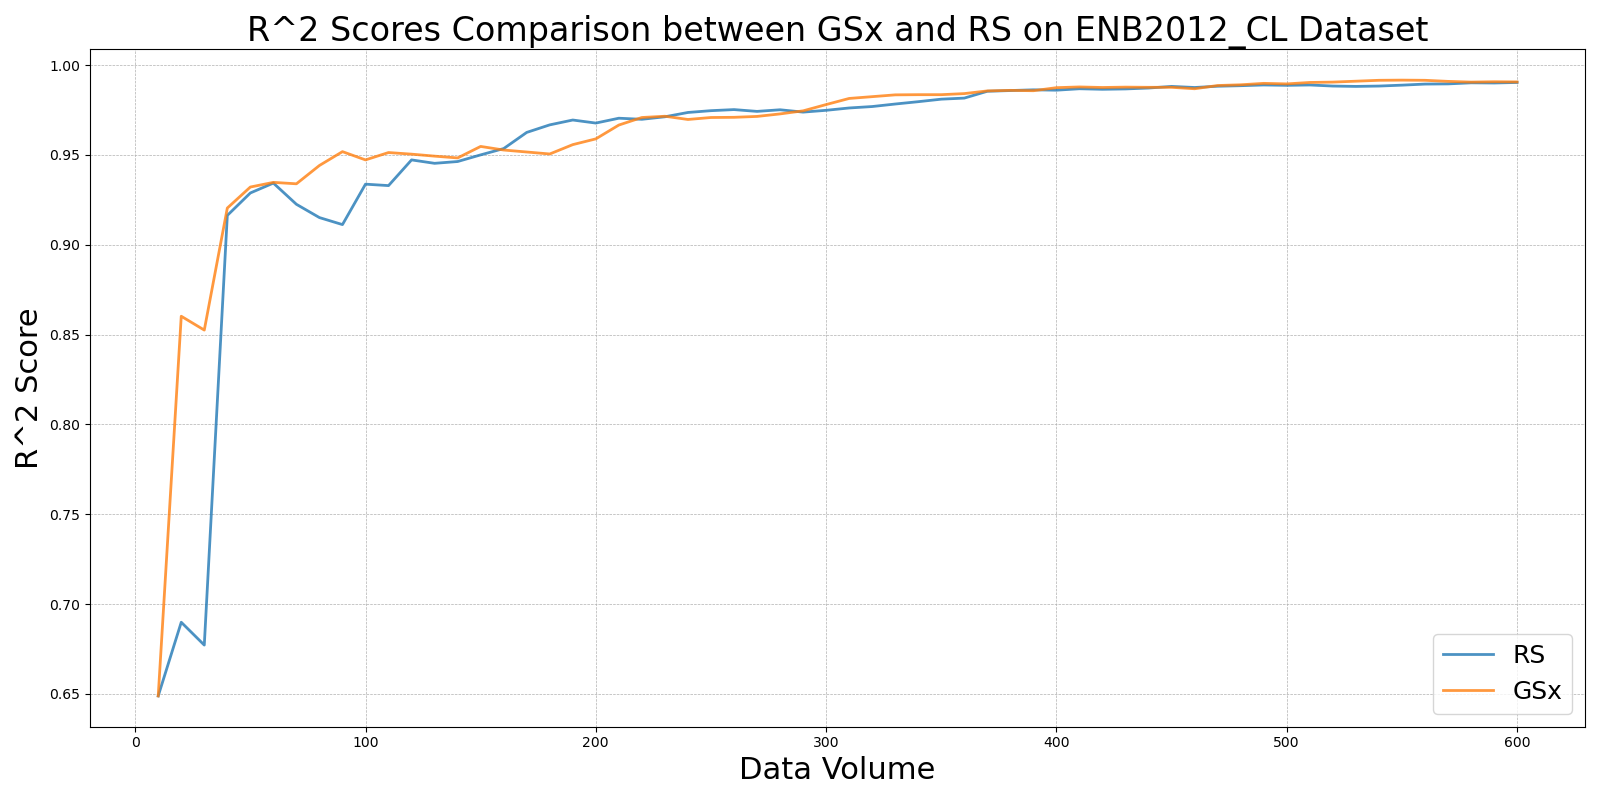 R^2 Scores Comparison between GSx and RS on ENB2012_CL Dataset
R^2 Score
1.00
0.95
0.90
0.85
0.80
0.75
0.70
0.65
RS
GSx
0 100 200 300 400 500 600
Data Volume